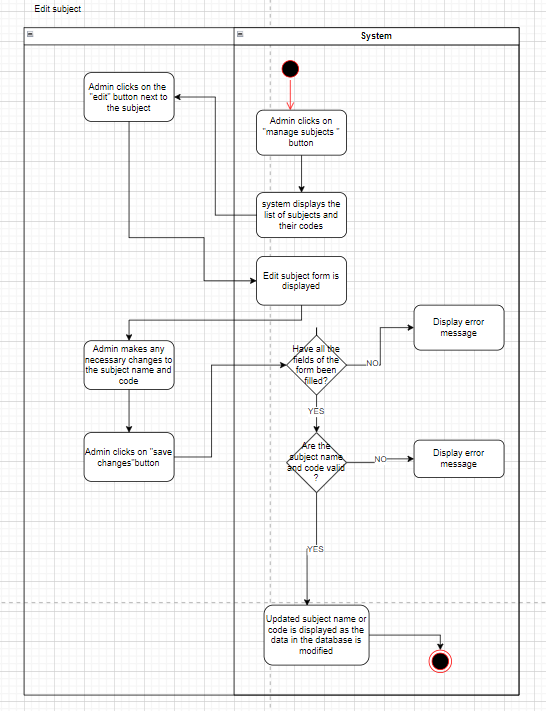 Edit subject
System
Admin clicks on the
"edit" button next to
the subject
Admin clicks on
"manage subjects "
button
system displays the
list of subjects and
their codes
Edit subject form is
displayed
Display error
message
Admin makes any
necessary changes to
the subject name and
code
Have all the
fields of the
form been
filled?
NO
YES
Admin clicks on "save
changes"button
Are the
subject name
and code valid
?
NO
Display error
message
YES
Updated subject name or
code is displayed as the
data in the database is
modified